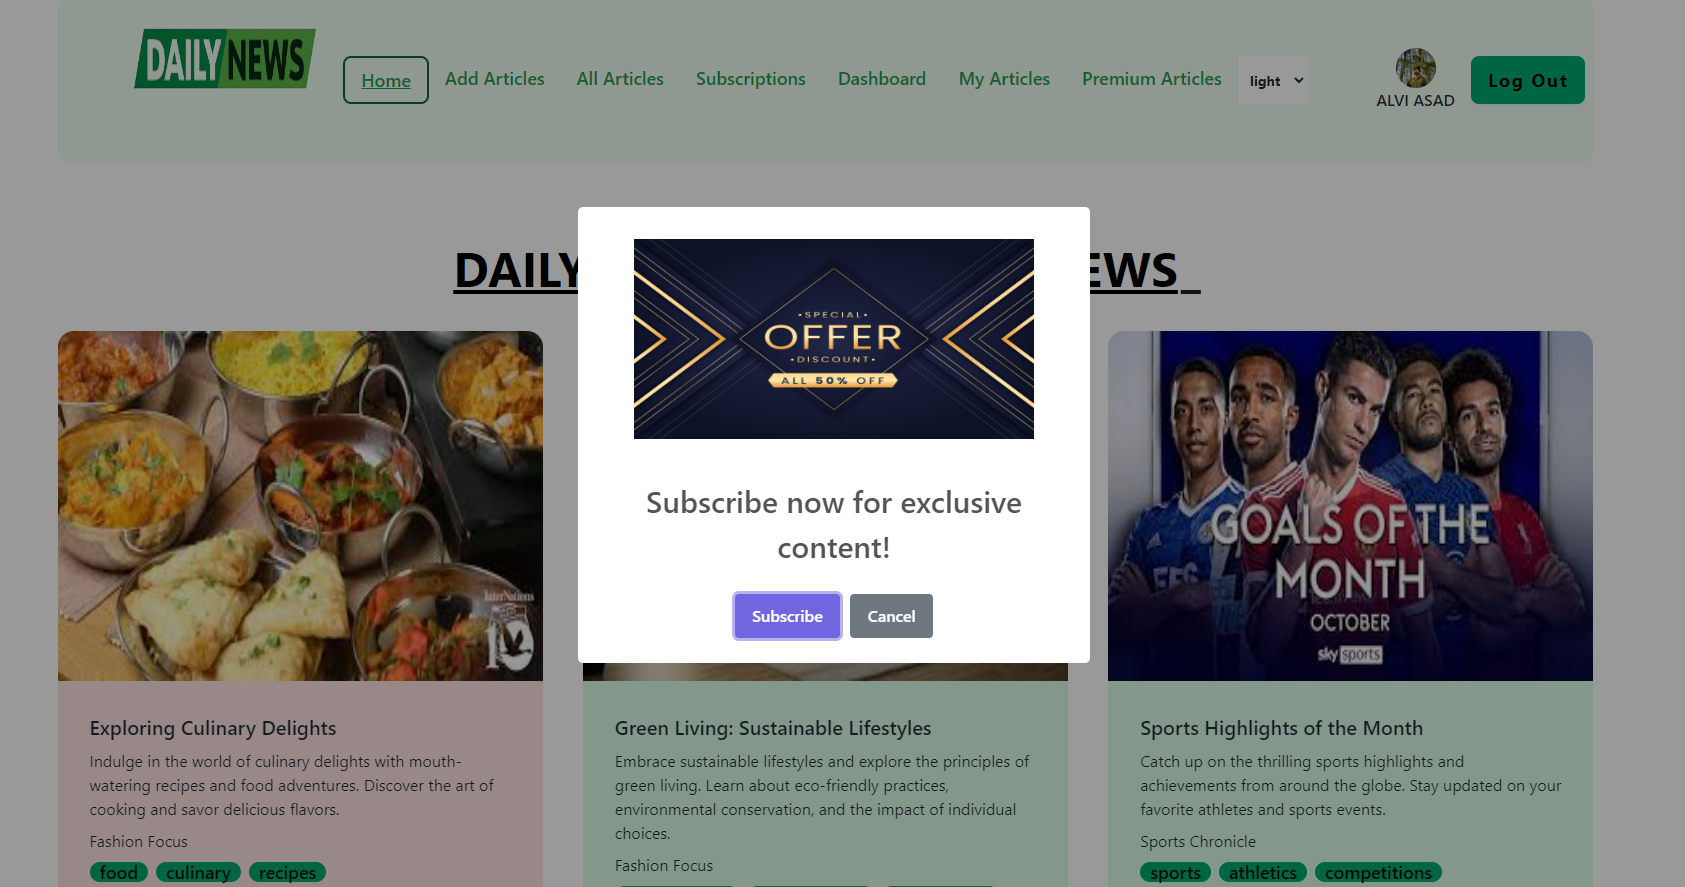 DAILY NEWS
Home
Add Articles
All Articles
Subscriptions
Dashboard
My Articles
Premium Articles
light
ALVI ASAD
Log Out
DAILY
EWS_
SPECIAL
OFFER
DISCOUNT
ALL 50% OFF
Subscribe now for exclusive
content!
Subscribe
Cancel
InterNations
10
GOALS OF THE
MONTH
OCTOBER
sky sports
Exploring Culinary Delights
Indulge in the world of culinary delights with mouth-
watering recipes and food adventures. Discover the art of
cooking and savor delicious flavors.
Fashion Focus
food
culinary
recipes
Green Living: Sustainable Lifestyles
Embrace sustainable lifestyles and explore the principles of
green living. Learn about eco-friendly practices,
environmental conservation, and the impact of individual
choices.
Fashion Focus
Sports Highlights of the Month
Catch up on the thrilling sports highlights and
achievements from around the globe. Stay updated on your
favorite athletes and sports events.
Sports Chronicle
sports
athletics
competitions